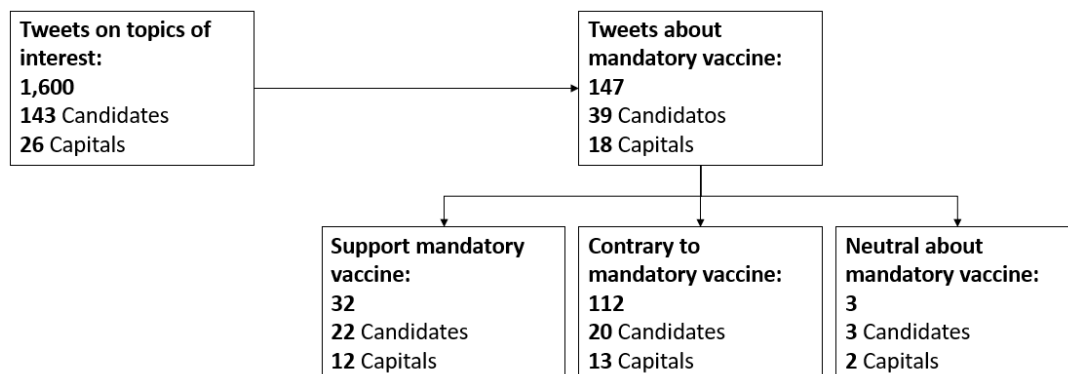 Tweets on topics of
interest:
1,600
143 Candidates
26 Capitals
Tweets about
mandatory vaccine:
147
39 Candidatos
18 Capitals
Support mandatory
vaccine:
32
22 Candidates
12 Capitals
Contrary to
mandatory vaccine:
112
20 Candidates
13 Capitals
Neutral about
mandatory vaccine:
3
3 Candidates
2 Capitals